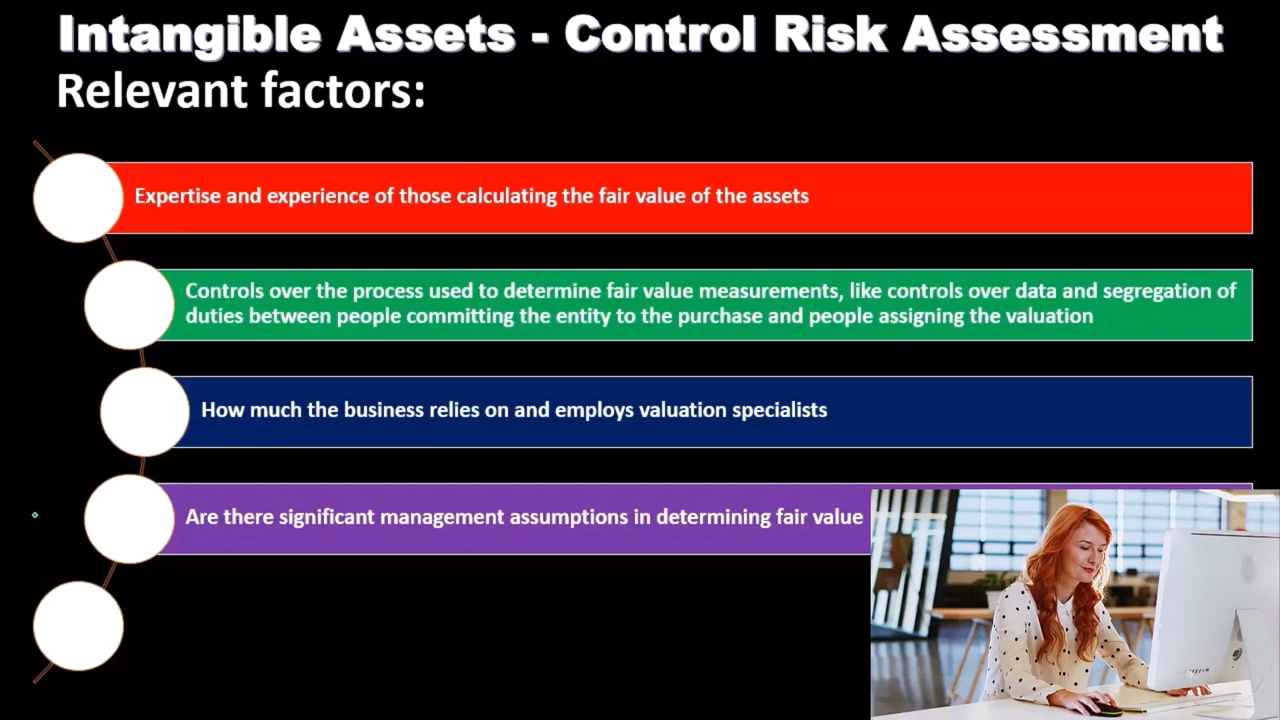 Intangible Assets - Control Risk Assessment
Relevant factors:
Expertise and experience of those calculating the fair value of the assets
Controls over the process used to determine fair value measurements, like controls over data and segregation of
duties between people committing the entity to the purchase and people assigning the valuation
How much the business relies on and employs valuation specialists
Are there significant management assumptions in determining fair value